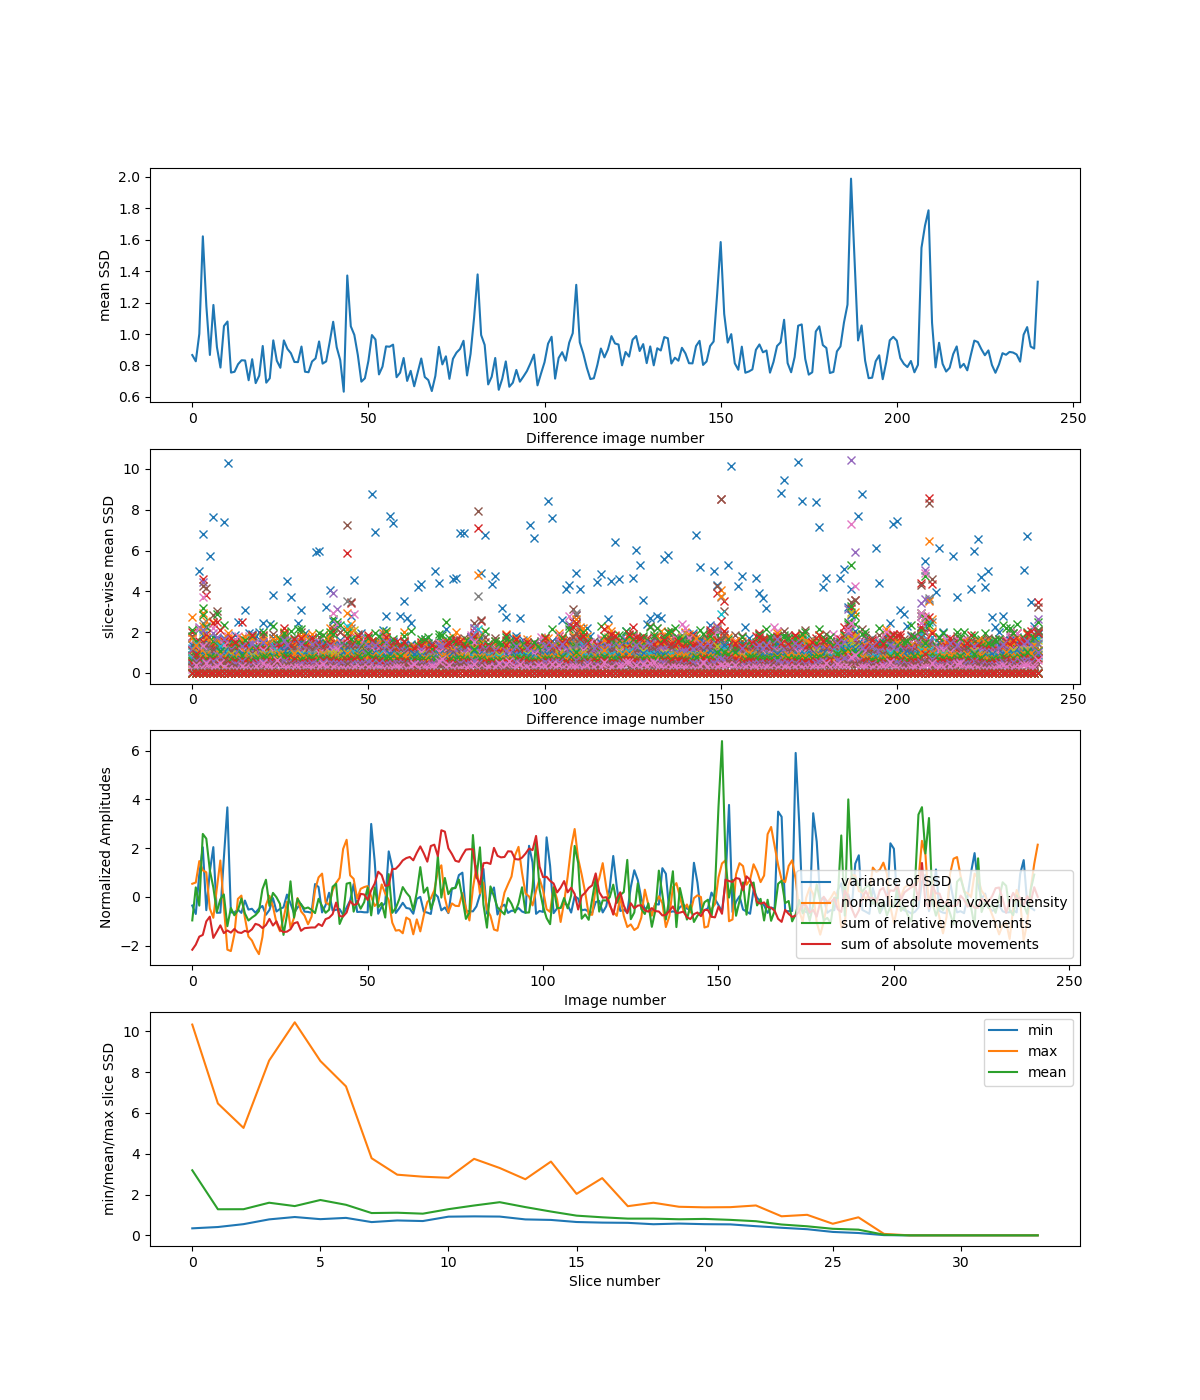 2.0
1.8
1.6
1.4
1.2
1.0
0.8
0.6
mean SSD
0 50 100 150 200 250
Difference image number
10
8
6
4
2
0
slice-wise mean SSD
0 50 100 150 200 250
Difference image number
6
4
2
0
−2
Normalized Amplitudes
variance of SSD
normalized mean voxel intensity
sum of relative movements
sum of absolute movements
0 50 100 150 200 250
Image number
10
8
6
4
2
0
min/mean/max slice SSD
min
max
mean
0 5 10 15 20 25 30
Slice number